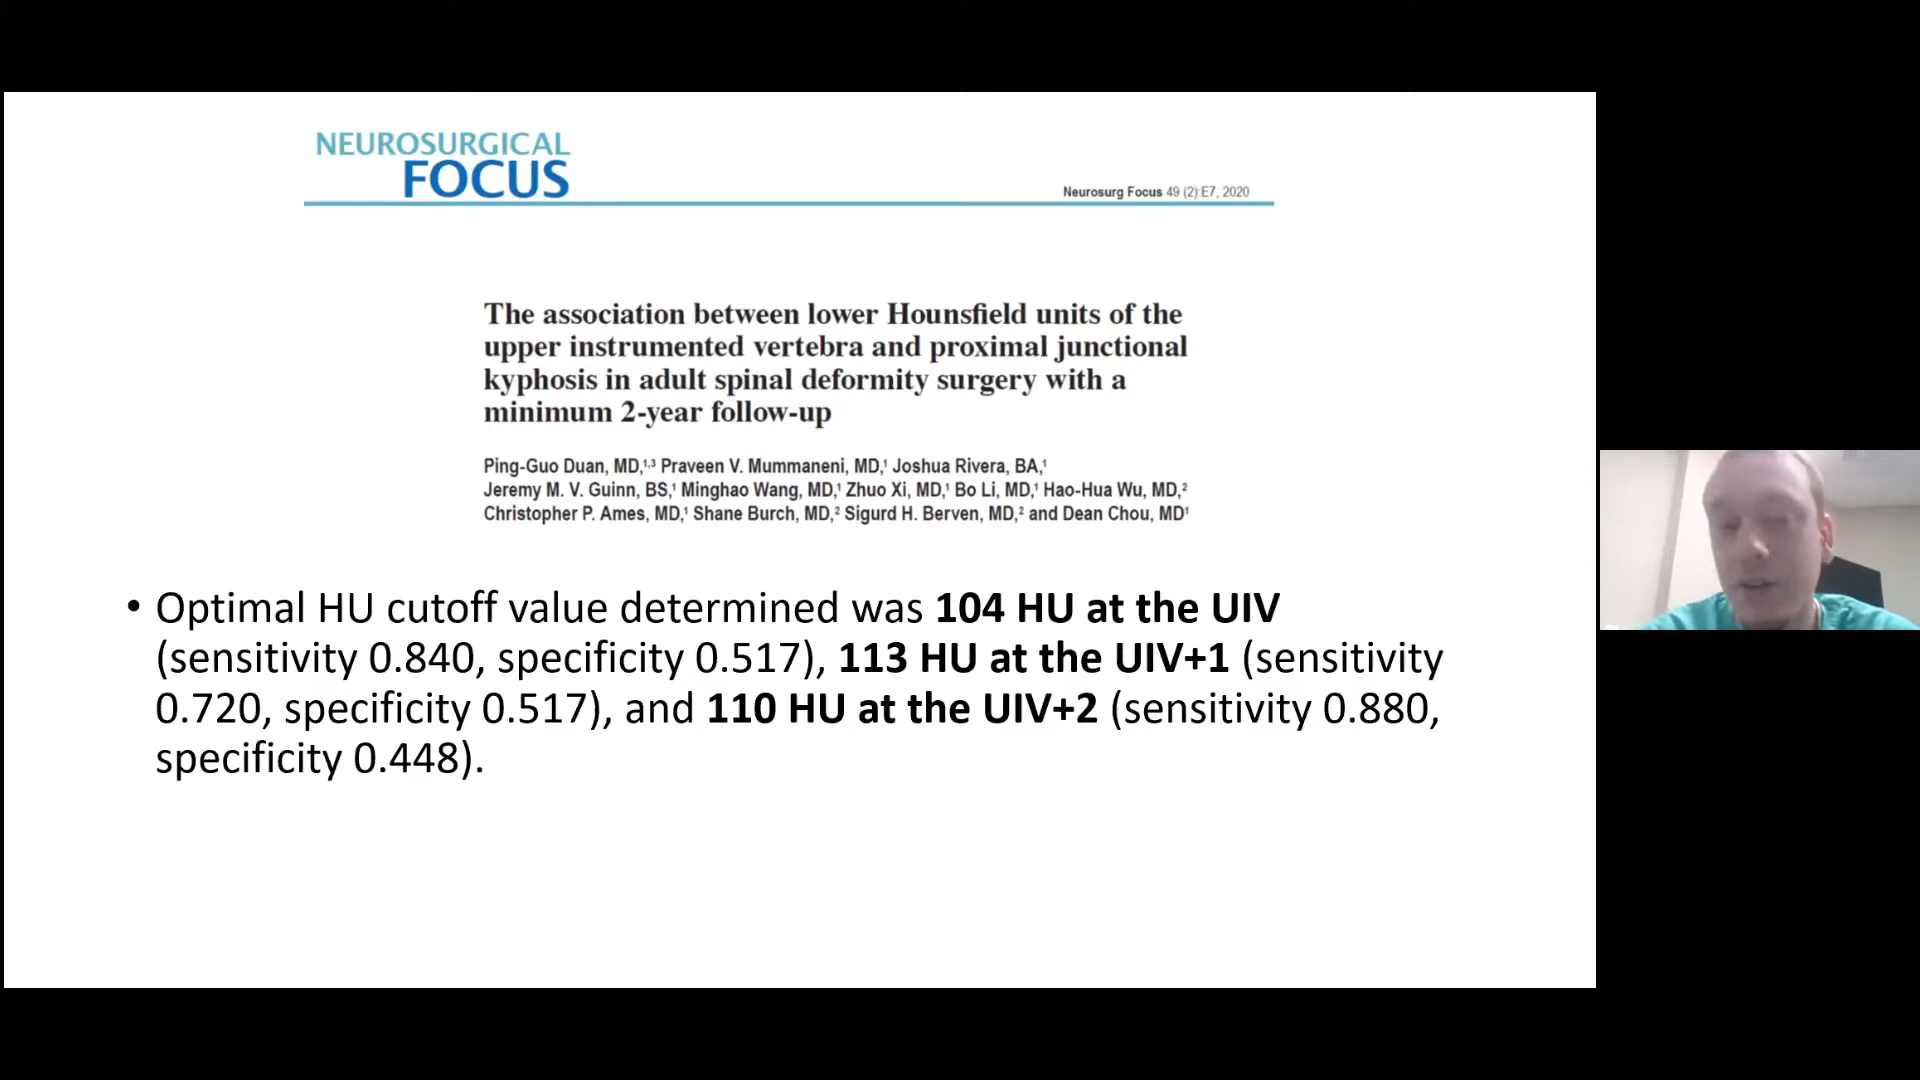 NEUROSURGICAL
FOCUS
Neurosurg Focus 49 (2):E7, 2020
The association between lower Hounsfield units of the
upper instrumented vertebra and proximal junctional
kyphosis in adult spinal deformity surgery with a
minimum 2-year follow-up
Ping-Guo Duan, MD,¹,³ Praveen V. Mummaneni, MD,¹ Joshua Rivera, BA,¹
Jeremy M. V. Guinn, BS,¹ Minghao Wang, MD,¹ Zhuo Xi, MD,¹ Bo Li, MD,¹ Hao-Hua Wu, MD,²
Christopher P. Ames, MD,¹ Shane Burch, MD,² Sigurd H. Berven, MD,² and Dean Chou, MD¹
• Optimal HU cutoff value determined was 104 HU at the UIV
(sensitivity 0.840, specificity 0.517), 113 HU at the UIV+1 (sensitivity
0.720, specificity 0.517), and 110 HU at the UIV+2 (sensitivity 0.880,
specificity 0.448).